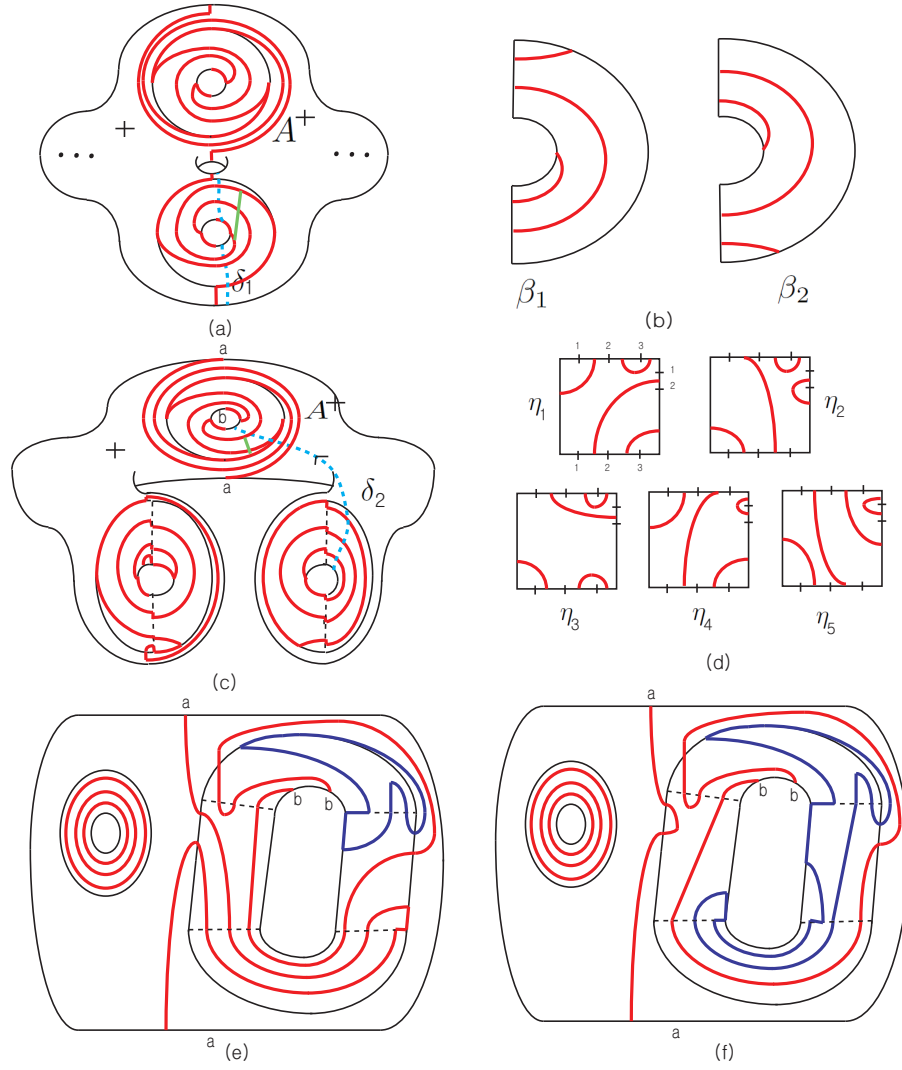 +
A⁺
• • •
• • •
δ₁
(a)
β₁
β₂
(b)
a
b
A⁺
+
a
δ₂
(c)
1 2 3
1
2
η₁
1 2 3
η₂
η₃
η₄
η₅
(d)
a
b
b
a
(e)
a
b
b
a
(f)